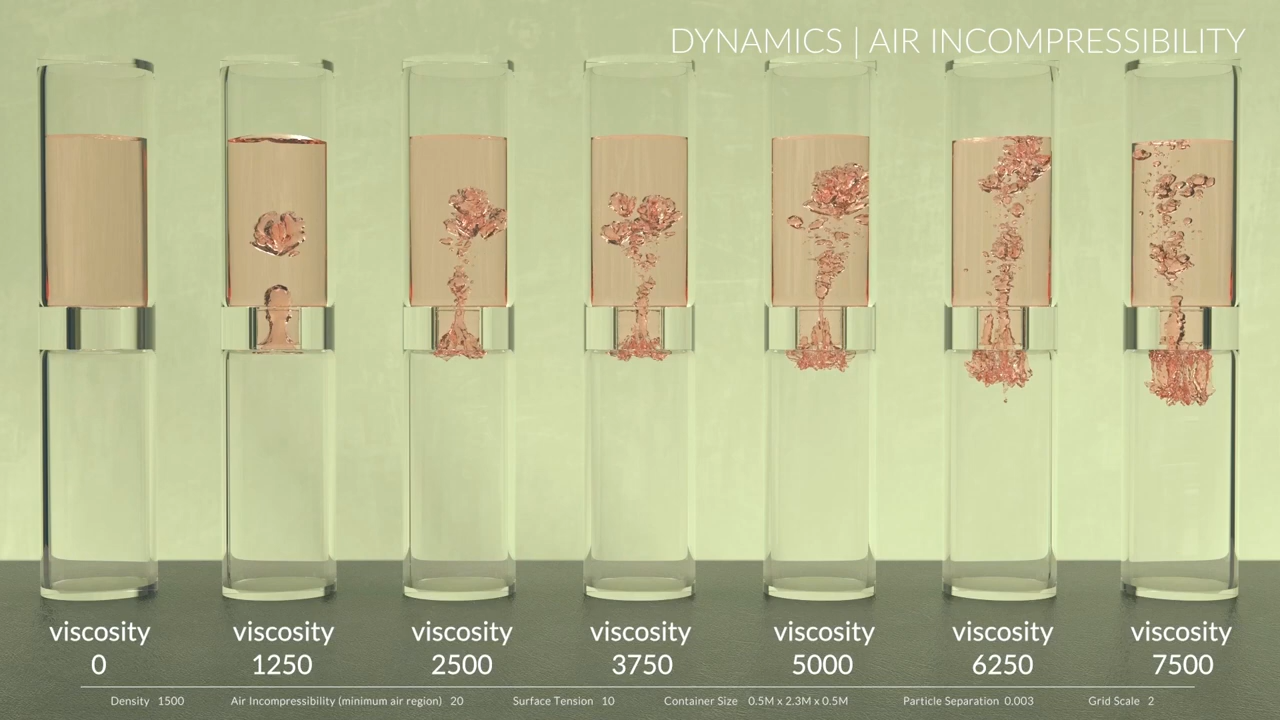 DYNAMICS | AIR INCOMPRESSIBILITY
viscosity
0
viscosity
1250
viscosity
2500
viscosity
3750
viscosity
5000
viscosity
6250
viscosity
7500
Density 1500 Air Incompressibility (minimum air region) 20 Surface Tension 10 Container Size 0.5M x 2.3M x 0.5M Particle Separation 0.003 Grid Scale 2